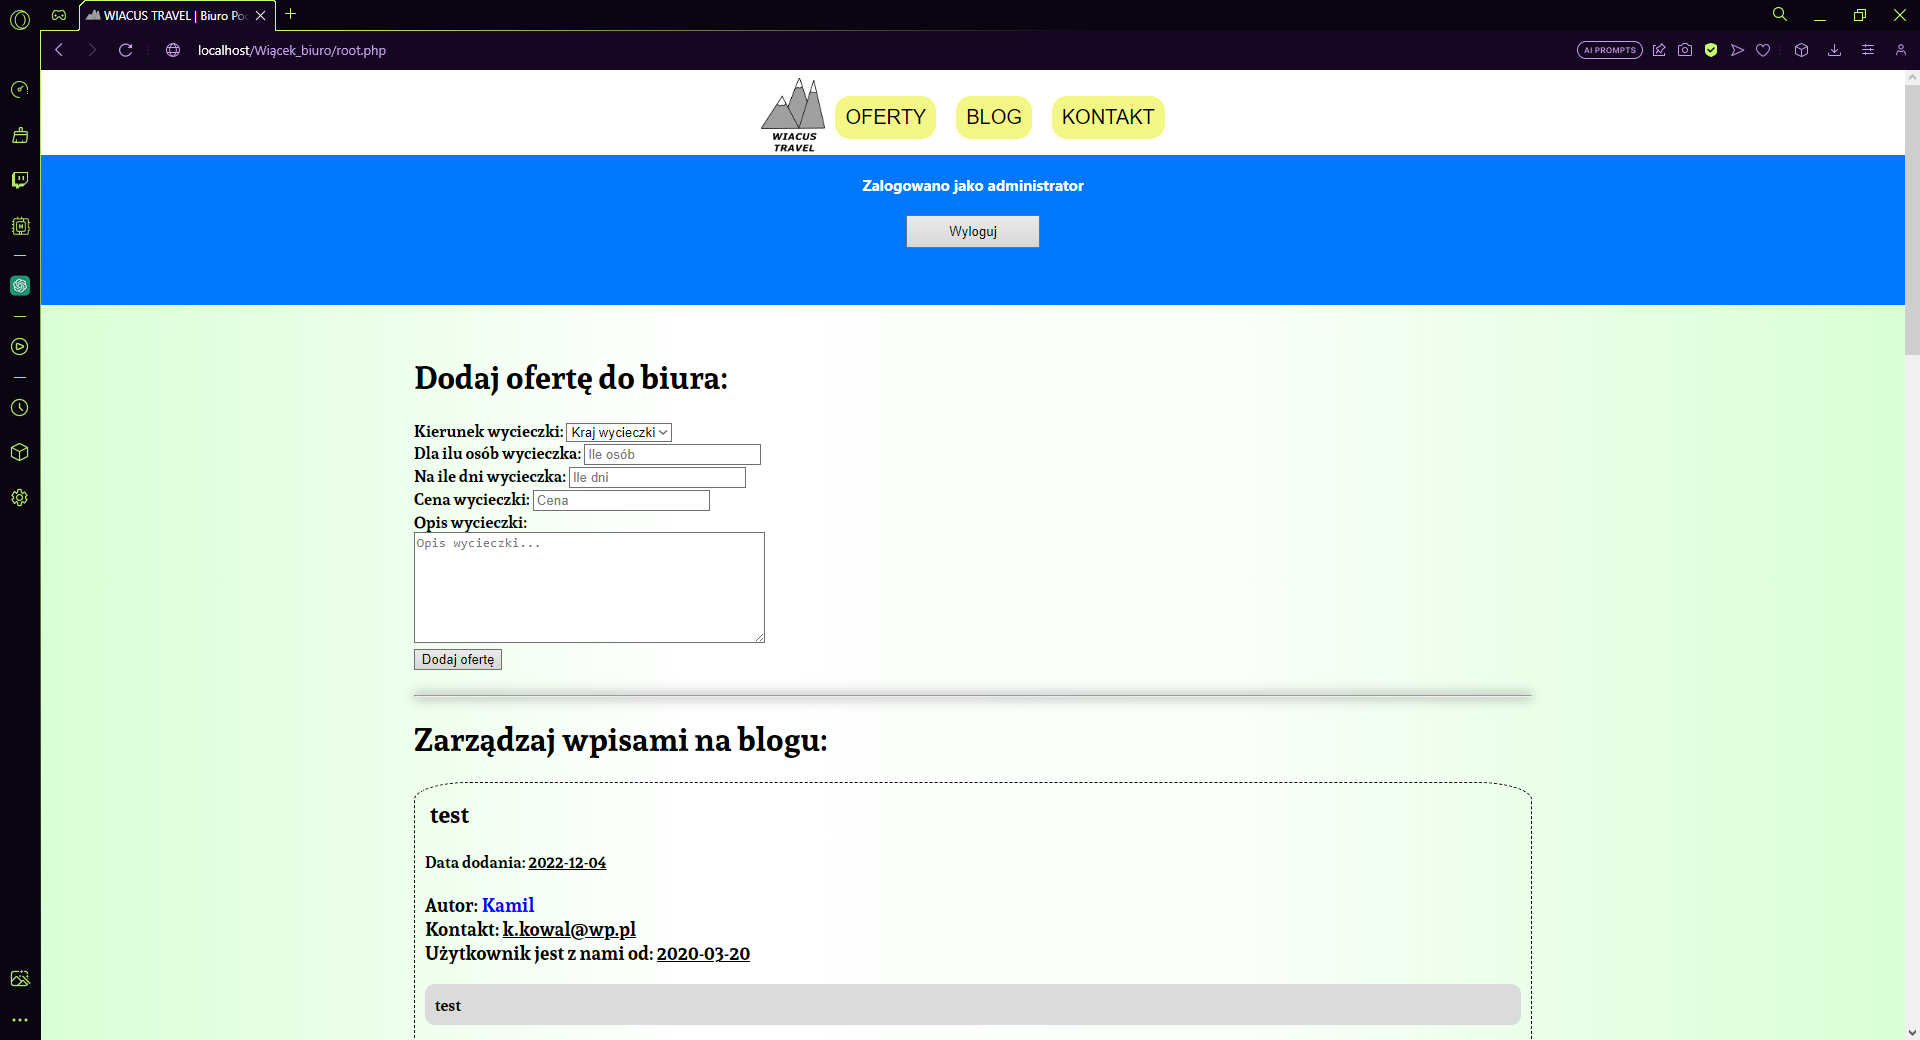 WIACUS TRAVEL | Biuro Po
localhost/Wiącek_biuro/root.php
AI PROMPTS
WIACUS
TRAVEL
OFERTY
BLOG
KONTAKT
Zalogowano jako administrator
Wyloguj
Dodaj ofertę do biura:
Kierunek wycieczki: Kraj wycieczki
Dla ilu osób wycieczka: Ile osób
Na ile dni wycieczka: Ile dni
Cena wycieczki: Cena
Opis wycieczki:
Opis wycieczki...
Dodaj ofertę
Zarządzaj wpisami na blogu:
test
Data dodania: 2022-12-04
Autor: Kamil
Kontakt: k.kowal@wp.pl
Użytkownik jest z nami od: 2020-03-20
test